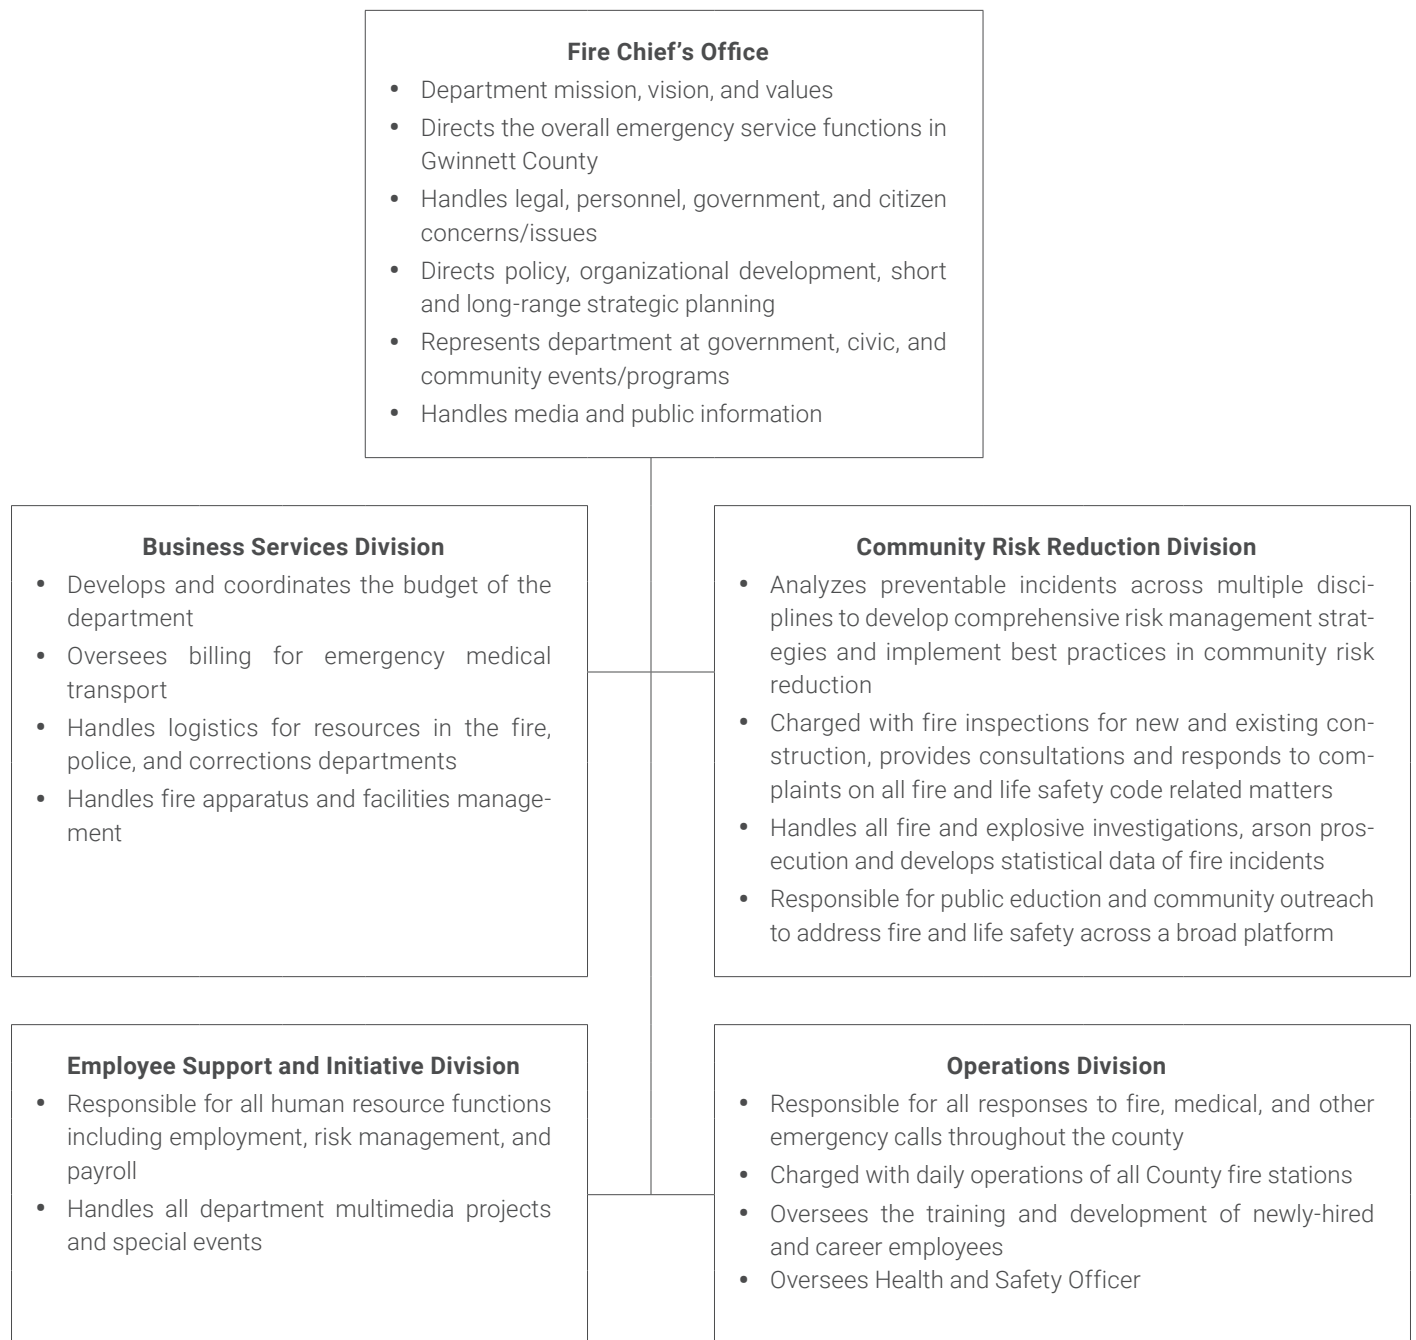 Fire Chief’s Office
• Department mission, vision, and values
• Directs the overall emergency service functions in
Gwinnett County
• Handles legal, personnel, government, and citizen
concerns/issues
• Directs policy, organizational development, short
and long-range strategic planning
• Represents department at government, civic, and
community events/programs
• Handles media and public information
Business Services Division
• Develops and coordinates the budget of the
department
• Oversees billing for emergency medical
transport
• Handles logistics for resources in the fire,
police, and corrections departments
• Handles fire apparatus and facilities manage-
ment
Community Risk Reduction Division
• Analyzes preventable incidents across multiple disci-
plines to develop comprehensive risk management strat-
egies and implement best practices in community risk
reduction
• Charged with fire inspections for new and existing con-
struction, provides consultations and responds to com-
plaints on all fire and life safety code related matters
• Handles all fire and explosive investigations, arson pros-
ecution and develops statistical data of fire incidents
• Responsible for public eduction and community outreach
to address fire and life safety across a broad platform
Employee Support and Initiative Division
• Responsible for all human resource functions
including employment, risk management, and
payroll
• Handles all department multimedia projects
and special events
Operations Division
• Responsible for all responses to fire, medical, and other
emergency calls throughout the county
• Charged with daily operations of all County fire stations
• Oversees the training and development of newly-hired
and career employees
• Oversees Health and Safety Officer